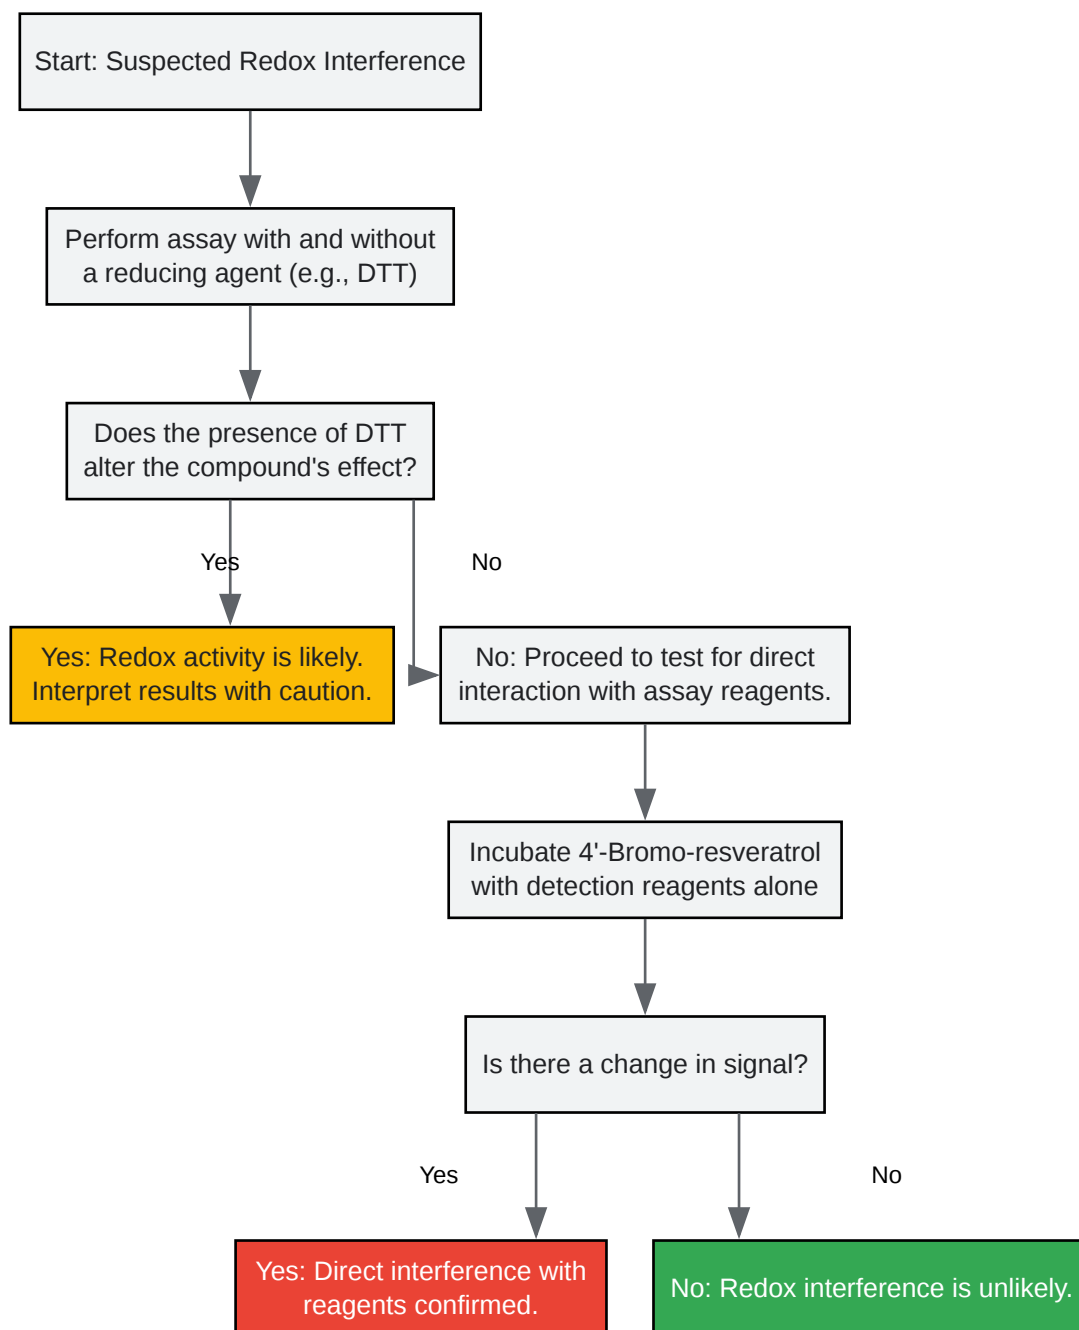 Start: Suspected Redox Interference
Perform assay with and without
a reducing agent (e.g., DTT)
Does the presence of DTT
alter the compound's effect?
Yes
No
Yes: Redox activity is likely.
Interpret results with caution.
No: Proceed to test for direct
interaction with assay reagents.
Incubate 4'-Bromo-resveratrol
with detection reagents alone
Is there a change in signal?
Yes
No
Yes: Direct interference with
reagents confirmed.
No: Redox interference is unlikely.